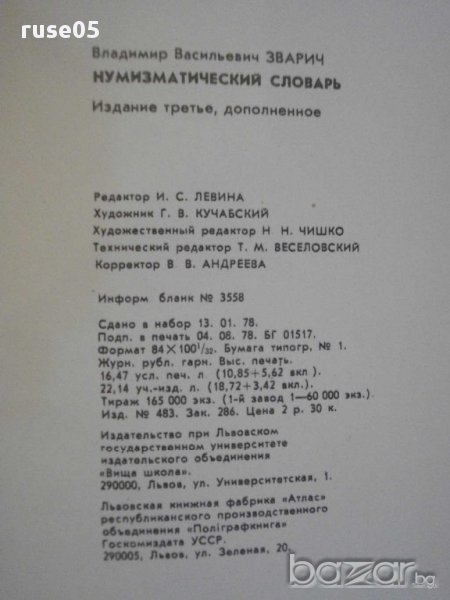 ruse05
Владимир Васильевич ЗВАРИЧ
НУМИЗМАТИЧЕСКИЙ СЛОВАРЬ
Издание третье, дополненное
Редактор И. С. ЛЕВИНА
Художник Г. В. КУЧАБСКИЙ
Художественный редактор Н. Н. ЧИШКО
Технический редактор Т. М. ВЕСЕЛОВСКИЙ
Корректор В. В. АНДРЕЕВА
Информ. бланк № 3558
Сдано в набор 13. 01. 78.
Подп. в печать 04. 08. 78. БГ 01517.
Формат 84×100¹/₃₂. Бумага типогр. № 1.
Журн. рубл. гарн. Выс. печать.
16,47 усл. печ. л. (10,85+5,62 вкл.).
22,14 уч.-изд. л. (18,72+3,42 вкл.).
Тираж 165 000 экз. (1-й завод 1—60 000 экз.)
Изд. № 483. Зак. 286. Цена 2 р. 30 к.
Издательство при Львовском
государственном университете
издательского объединения
«Вища школа».
290000, Львов, ул. Университетская, 1.
Львовская книжная фабрика «Атлас»
республиканского производственного
объединения «Поліграфкнига»
Госкомиздата УССР.
290005, Львов, ул. Зеленая, 20.
bazar.bg